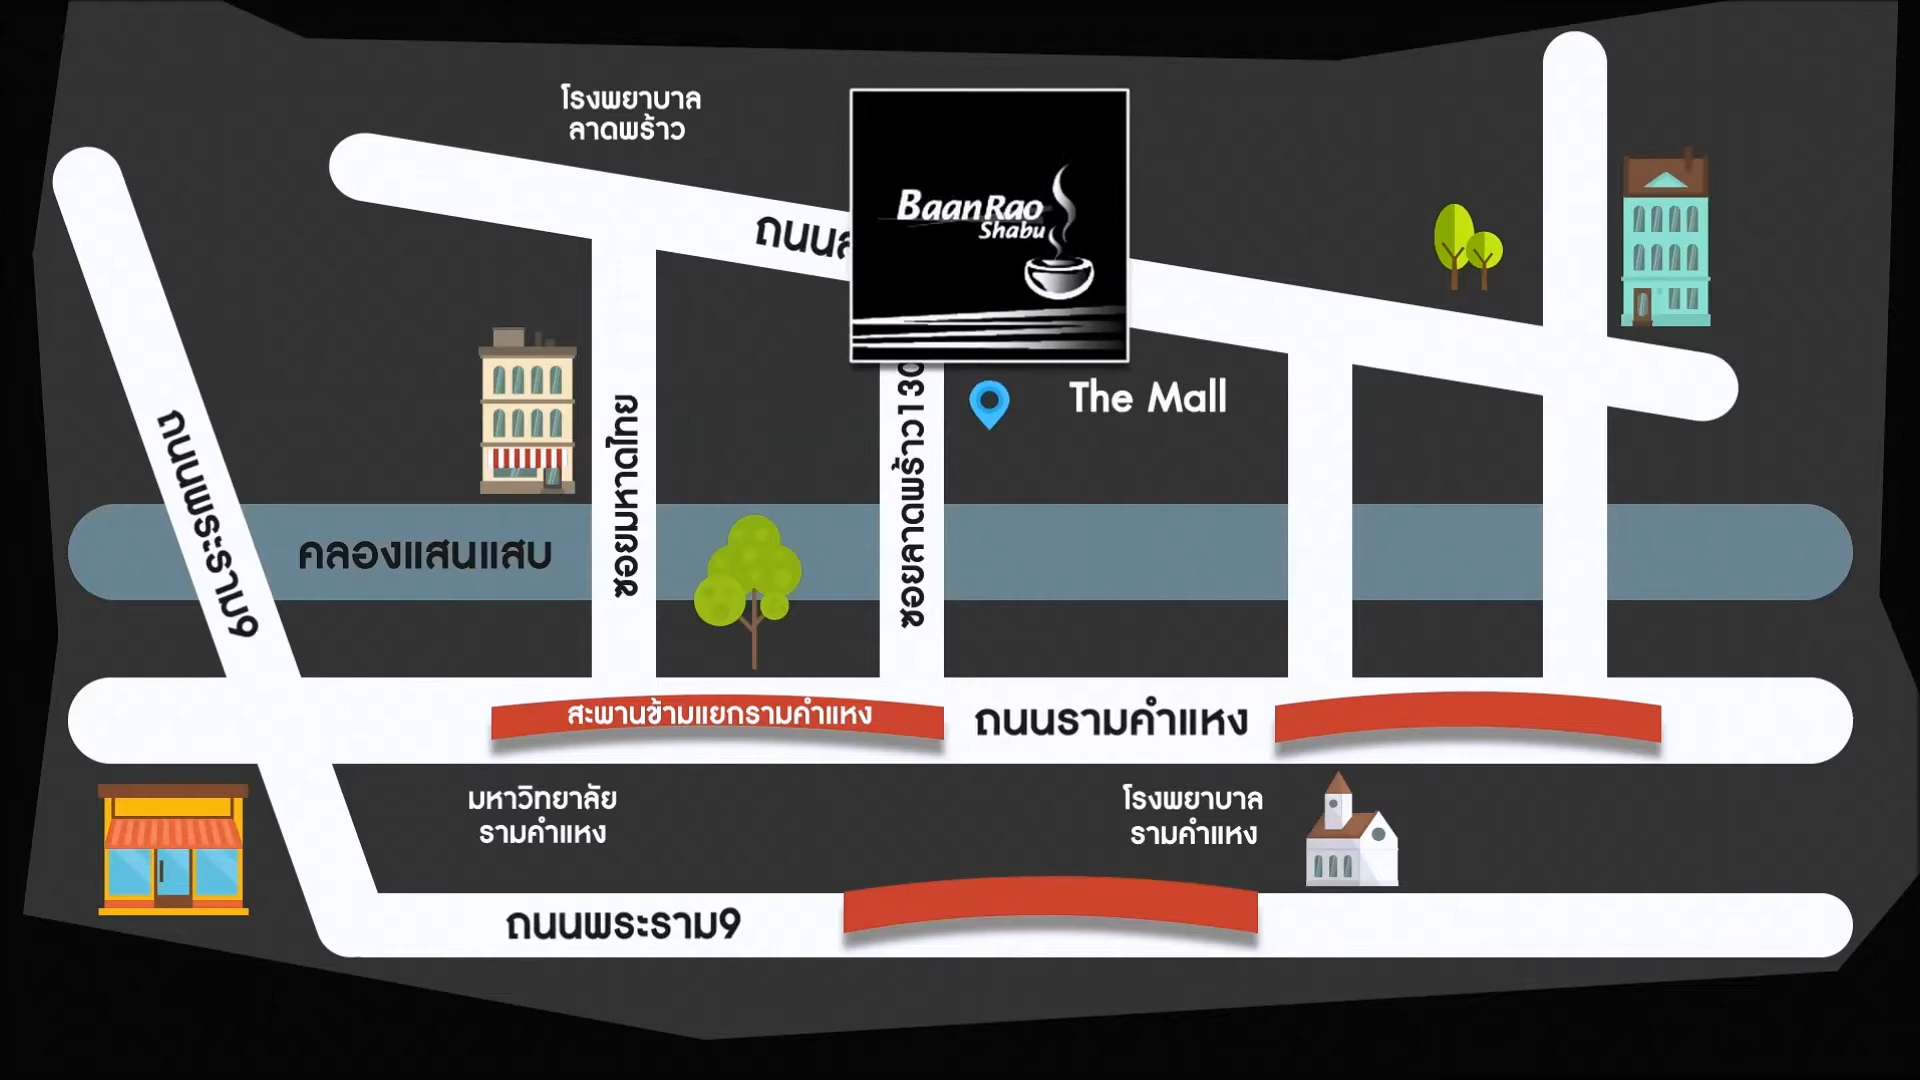 โรงพยาบาล
ลาดพร้าว
BaanRao
Shabu
The Mall
ซอยมหาดไทย
ซอยลาดพร้าว130
ถนนพระราม9
คลองแสนแสบ
สะพานข้ามแยกรามคำแหง
ถนนรามคำแหง
มหาวิทยาลัย
รามคำแหง
โรงพยาบาล
รามคำแหง
ถนนพระราม9